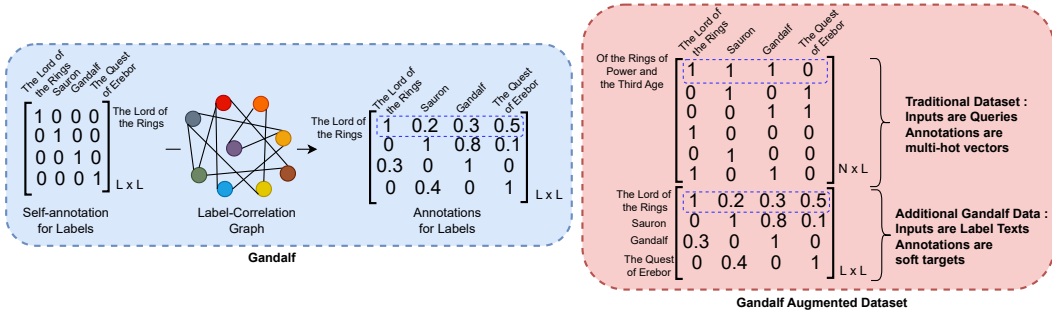 The Lord of
the Rings
Sauron
Gandalf
The Quest
of Erebor
1 0 0 0
0 1 0 0
0 0 1 0
0 0 0 1
L x L
The Lord of
the Rings
Self-annotation
for Labels
Label-Correlation
Graph
The Lord of
the Rings
Sauron
Gandalf
The Quest
of Erebor
The Lord of
the Rings
1 0.2 0.3 0.5
0 1 0.8 0.1
0.3 0 1 0
0 0.4 0 1
L x L
Annotations
for Labels
Gandalf
The Lord of
the Rings
Sauron
Gandalf
The Quest
of Erebor
Of the Rings of
Power and
the Third Age
1 1 1 0
0 1 0 1
0 0 1 1
1 0 0 0
0 1 0 0
1 0 1 0
N x L
Traditional Dataset :
Inputs are Queries
Annotations are
multi-hot vectors
The Lord of
the Rings
1 0.2 0.3 0.5
Sauron
0 1 0.8 0.1
Gandalf
0.3 0 1 0
The Quest
of Erebor
0 0.4 0 1
L x L
Additional Gandalf Data :
Inputs are Label Texts
Annotations are
soft targets
Gandalf Augmented Dataset